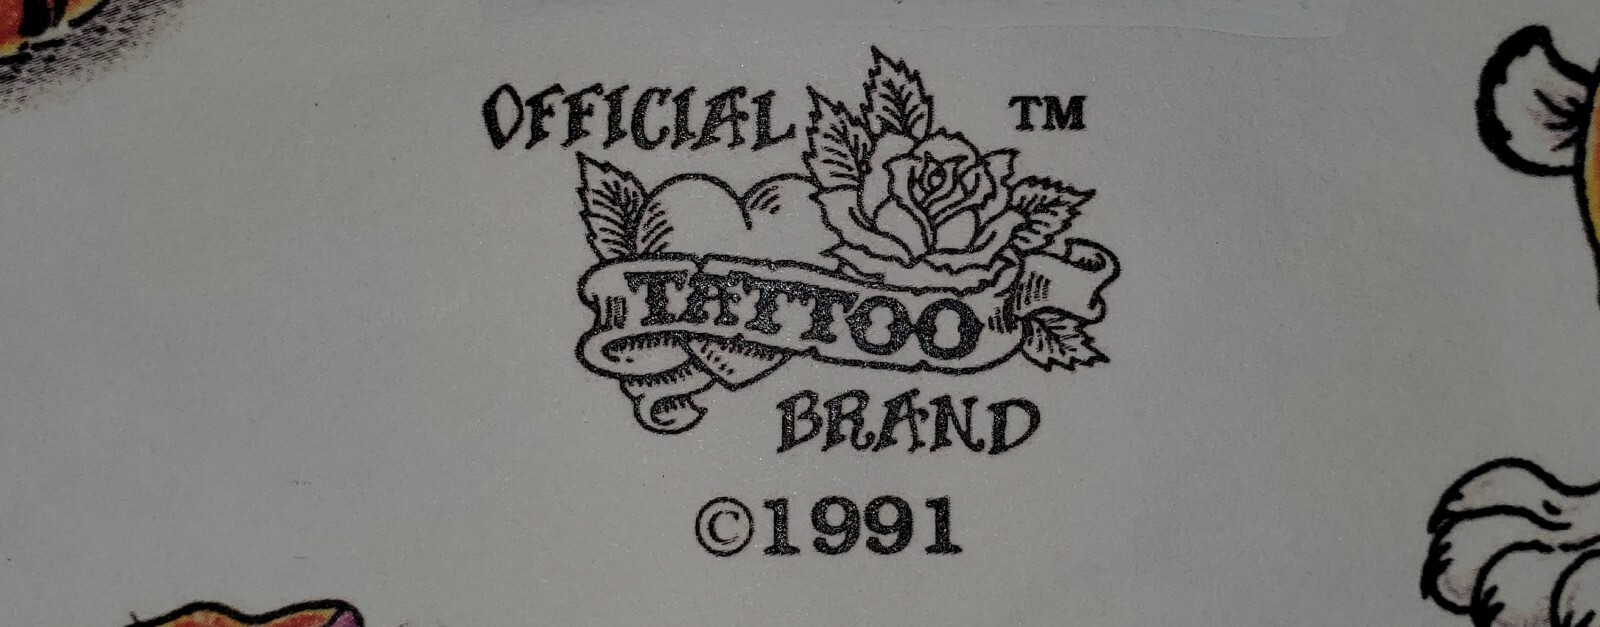 OFFICIAL
TM
TATTOO
BRAND
©1991